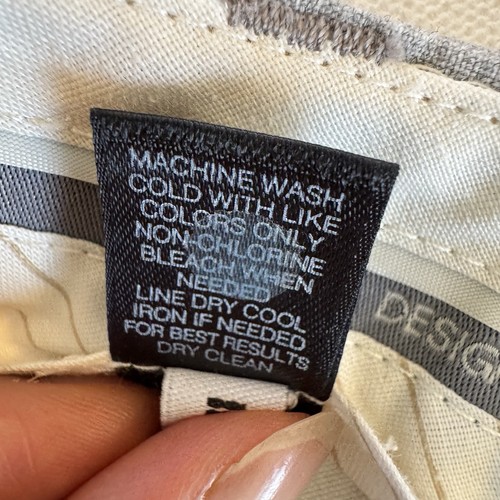 MACHINE WASH
COLD WITH LIKE
COLORS ONLY
NON-CHLORINE
BLEACH WHEN
NEEDED
LINE DRY COOL
IRON IF NEEDED
FOR BEST RESULTS
DRY CLEAN
DESIG